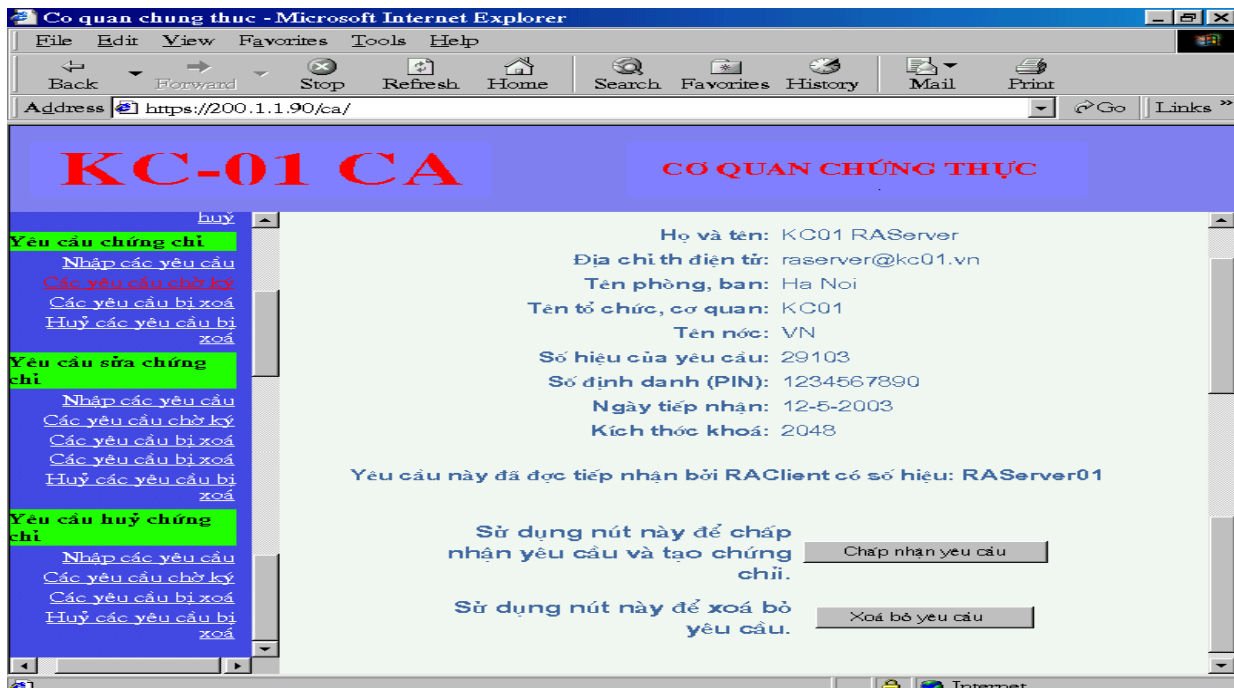 Co quan chung thuc - Microsoft Internet Explorer
File Edit View Favorites Tools Help
Back Forward Stop Refresh Home Search Favorites History Mail Print
Address https://200.1.1.90/ca/ Go Links »
KC-01 CA
CƠ QUAN CHỨNG THỰC
huỷ
Yêu cầu chứng chỉ
Nhập các yêu cầu
Các yêu cầu chờ ký
Các yêu cầu bị xoá
Huỷ các yêu cầu bị
xoá
Yêu cầu sửa chứng
chỉ
Nhập các yêu cầu
Các yêu cầu chờ ký
Các yêu cầu bị xoá
Các yêu cầu bị xoá
Huỷ các yêu cầu bị
xoá
Yêu cầu huỷ chứng
chỉ
Nhập các yêu cầu
Các yêu cầu chờ ký
Các yêu cầu bị xoá
Huỷ các yêu cầu bị
xoá
Họ và tên: KC01 RAServer
Địa chỉ th điện tử: raserver@kc01.vn
Tên phòng, ban: Ha Noi
Tên tổ chức, cơ quan: KC01
Tên nớc: VN
Số hiệu của yêu cầu: 29103
Số định danh (PIN): 1234567890
Ngày tiếp nhận: 12-5-2003
Kích thớc khoá: 2048
Yêu cầu này đã đợc tiếp nhận bởi RAClient có số hiệu: RAServer01
Sử dụng nút này để chấp
nhận yêu cầu và tạo chứng
chỉi.
Chấp nhận yeu cáu
Sử dụng nút này để xoá bỏ
yêu cầu.
Xoá bỏ yeu cáu
Internet